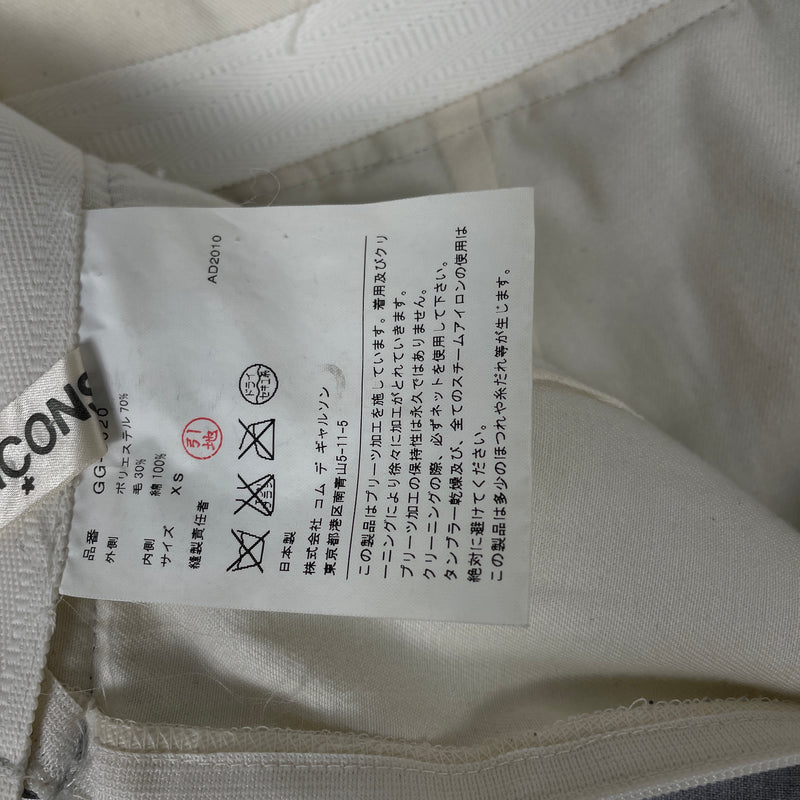 AD2010
品番 GG-
外側 ポリエステル 70%
毛 30%
内側 綿 100%
サイズ XS
縫製責任者 引地
ドライ
セキユ系
日本製
株式会社 コム デ ギャルソン
東京都港区南青山5-11-5
この製品はプリーツ加工を施しています。着用及びクリ
ーニングにより徐々に加工がとれていきます。
プリーツ加工の保持性は永久ではありません。
クリーニングの際、必ずネットを使用して下さい。
タンブラー乾燥及び、全てのスチームアイロンの使用は
絶対に避けてください。
この製品は多少のほつれや糸だれ等が生じます。